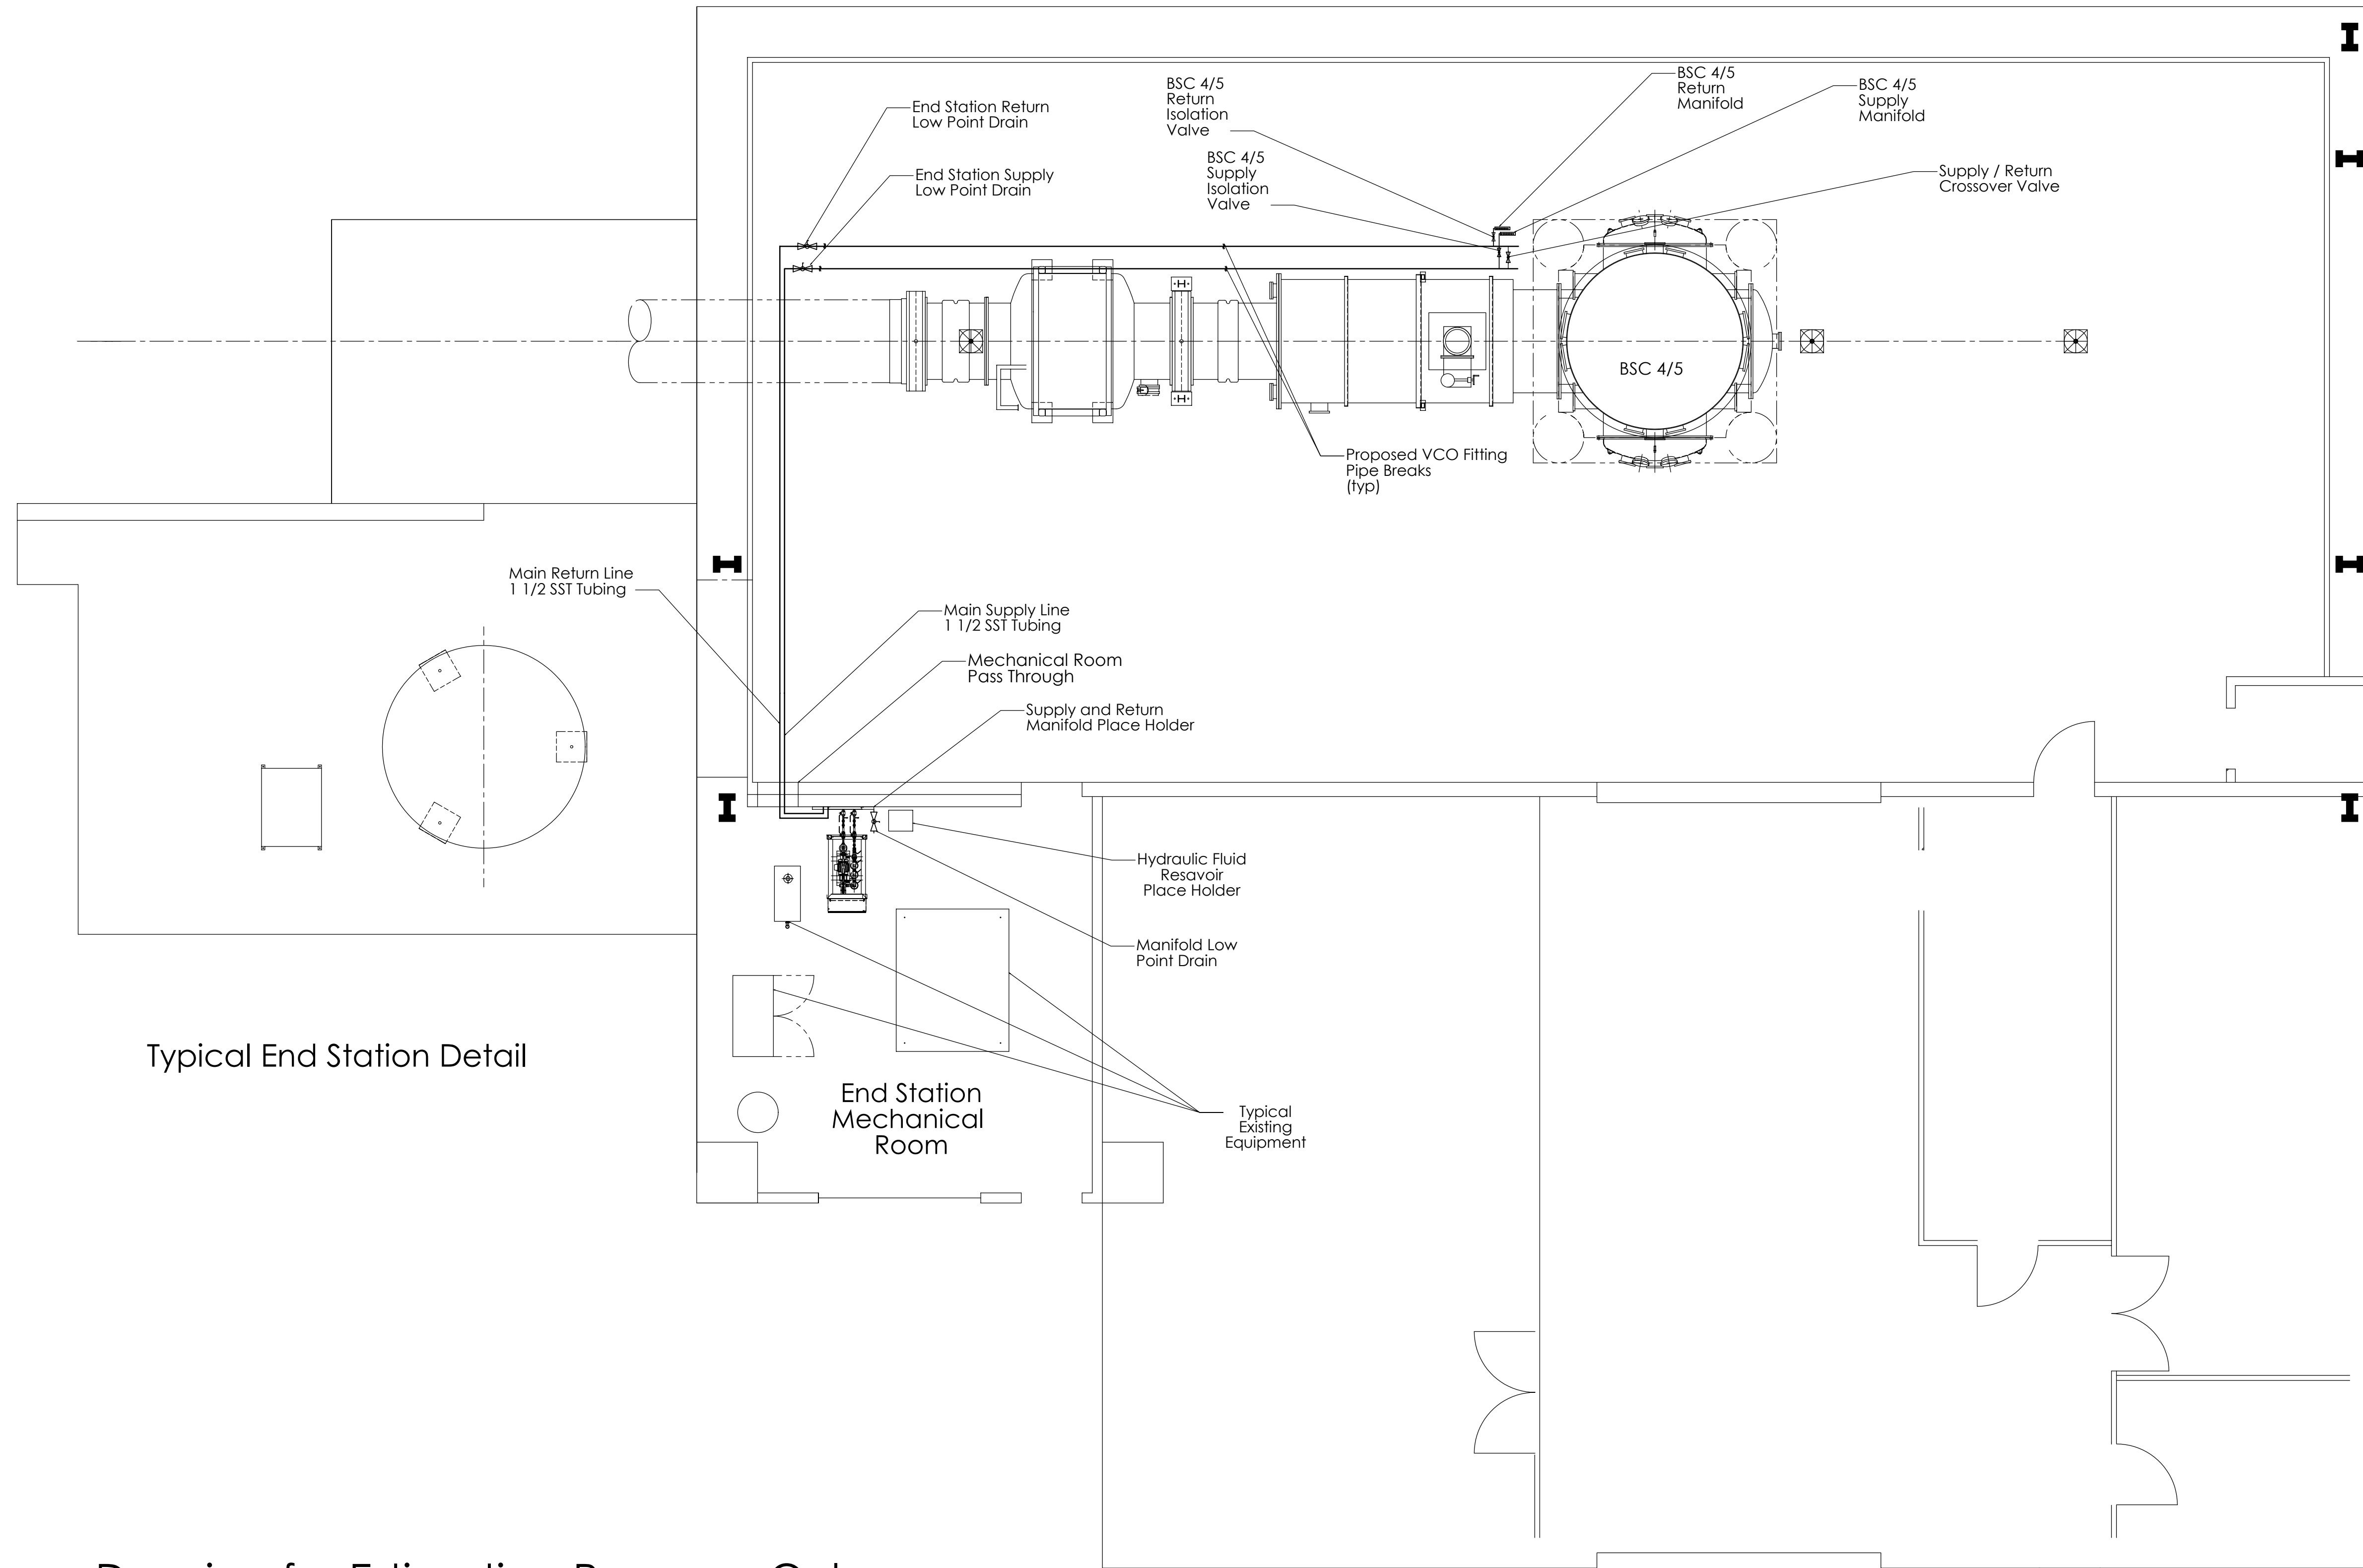 BSC 4/5
Return
Manifold
BSC 4/5
Supply
Manifold
BSC 4/5
Return
Isolation
Valve
End Station Return
Low Point Drain
BSC 4/5
Supply
Isolation
Valve
Supply / Return
Crossover Valve
End Station Supply
Low Point Drain
H
BSC 4/5
H
Proposed VCO Fitting
Pipe Breaks
(typ)
Main Return Line
1 1/2 SST Tubing
Main Supply Line
1 1/2 SST Tubing
Mechanical Room
Pass Through
Supply and Return
Manifold Place Holder
Hydraulic Fluid
Resavoir
Place Holder
Manifold Low
Point Drain
Typical End Station Detail
End Station
Mechanical
Room
Typical
Existing
Equipment